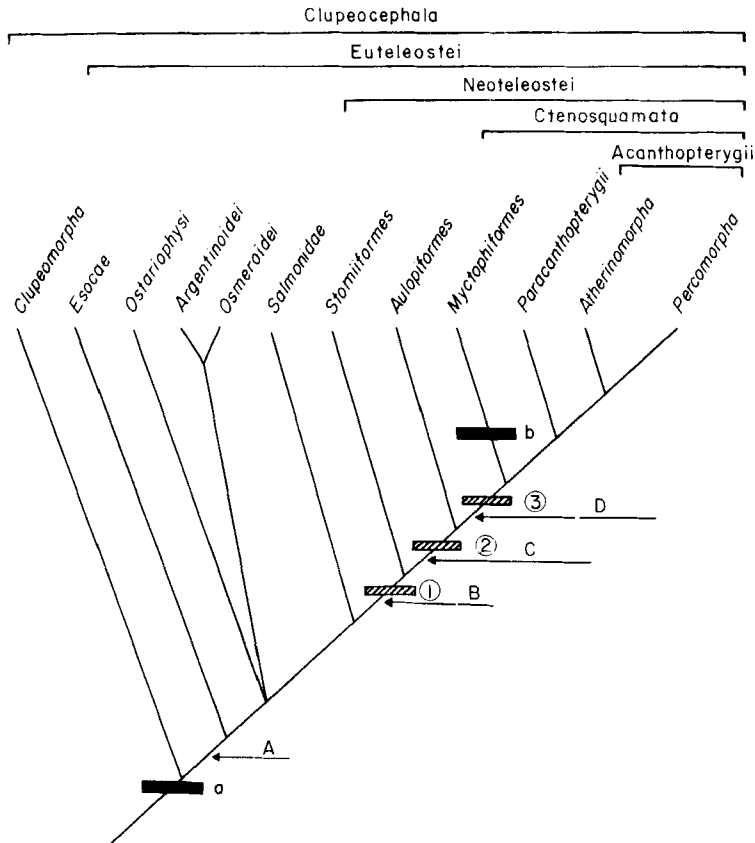 Clupeocephala
Euteleostei
Neoteleostei
Ctenosquamata
Acanthopterygii
Clupeomorpha
Esocae
Ostariophysi
Argentinoidei
Osmeroidei
Salmonidae
Stomiiformes
Aulopiformes
Myctophiformes
Paracanthopterygii
Atherinomorpha
Percomorpha
b
3
D
2
C
1
B
A
a